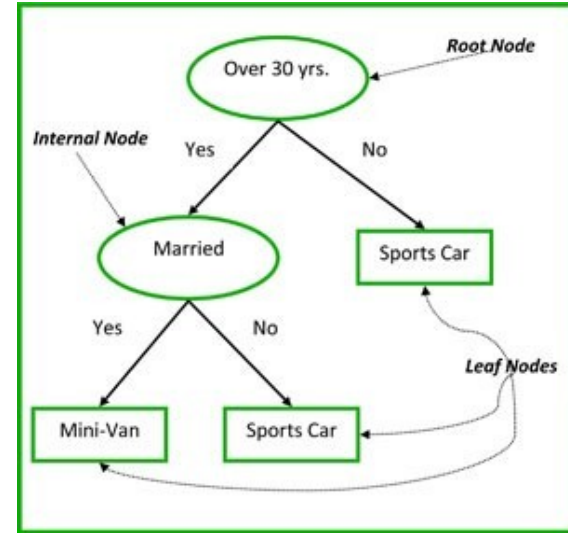 Root Node
Over 30 yrs.
Internal Node
Yes
No
Married
Sports Car
Yes
No
Leaf Nodes
Mini-Van
Sports Car